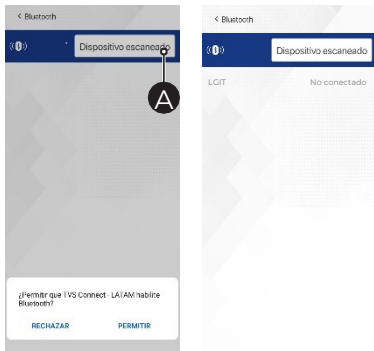 < Bluetooth
Dispositivo escaneado
A
¿Permitir que TVS Connect - LATAM habilite
Bluetooth?
RECHAZAR PERMITIR
< Bluetooth
Dispositivo escaneado
LGIT No conectado